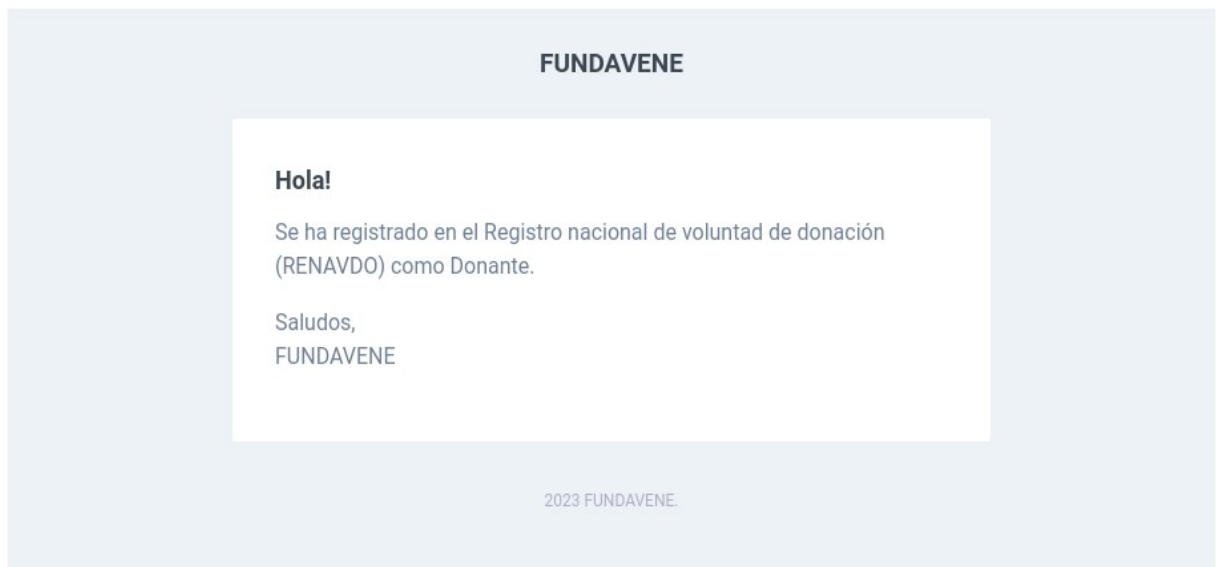 FUNDAVENE
Hola!
Se ha registrado en el Registro nacional de voluntad de donación
(RENAVDO) como Donante.
Saludos,
FUNDAVENE
2023 FUNDAVENE.